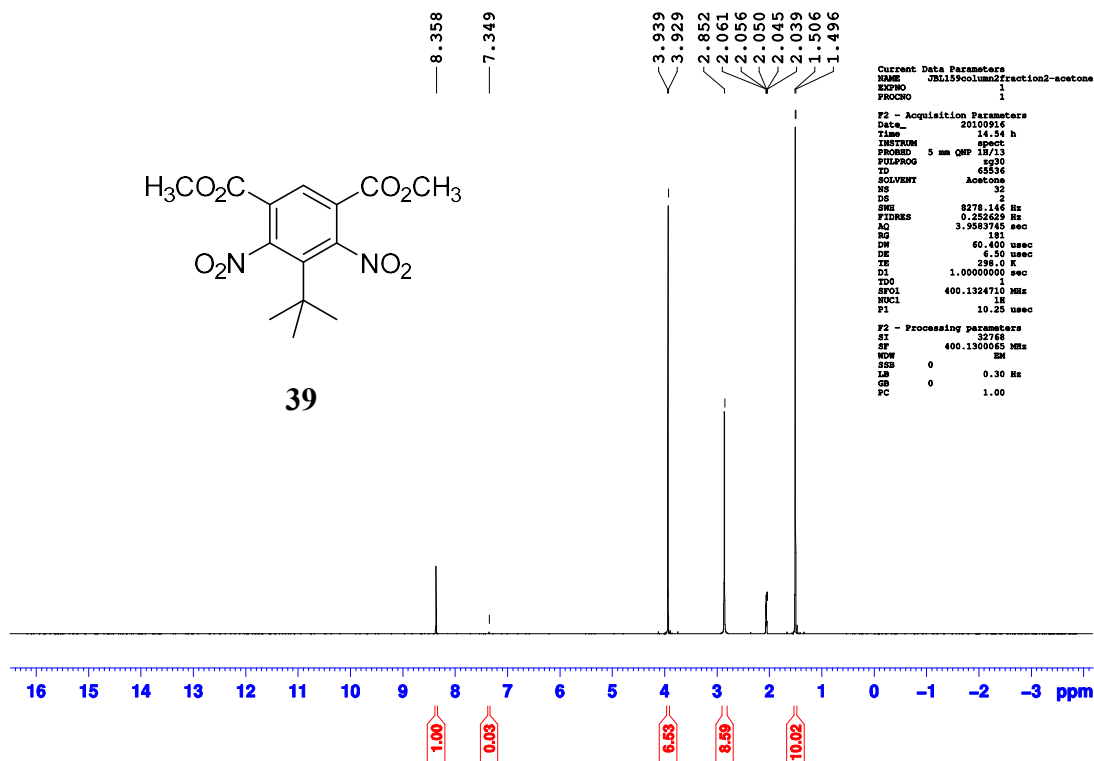 8.358
7.349
3.939
3.929
2.852
2.061
2.056
2.050
2.045
2.039
1.506
1.496
Current Data Parameters
NAME JBL159column2fraction2-acetone
EXPNO 1
PROCNO 1
F2 - Acquisition Parameters
Date_ 20100916
Time 14.54 h
INSTRUM spect
PROBHD 5 mm QNP 1H/13
PULPROG zg30
TD 65536
SOLVENT Acetone
NS 32
DS 2
SWH 8278.146 Hz
FIDRES 0.252629 Hz
AQ 3.9583745 sec
RG 181
DW 60.400 usec
DE 6.50 usec
TE 298.0 K
D1 1.00000000 sec
TD0 1
SFO1 400.1324710 MHz
NUC1 1H
P1 10.25 usec
F2 - Processing parameters
SI 32768
SF 400.1300065 MHz
WDW EM
SSB 0
LB 0.30 Hz
GB 0
PC 1.00
H3CO2C CO2CH3
O2N NO2
39
16 15 14 13 12 11 10 9 8 7 6 5 4 3 2 1 0 −1 −2 −3 ppm
1.00
0.03
6.53
8.59
10.02